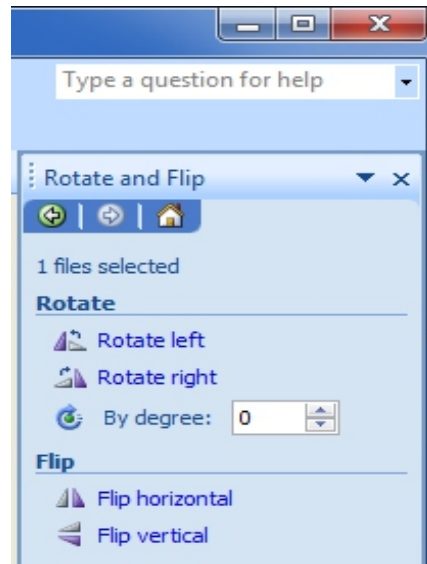 Type a question for help
Rotate and Flip
1 files selected
Rotate
Rotate left
Rotate right
By degree: 0
Flip
Flip horizontal
Flip vertical